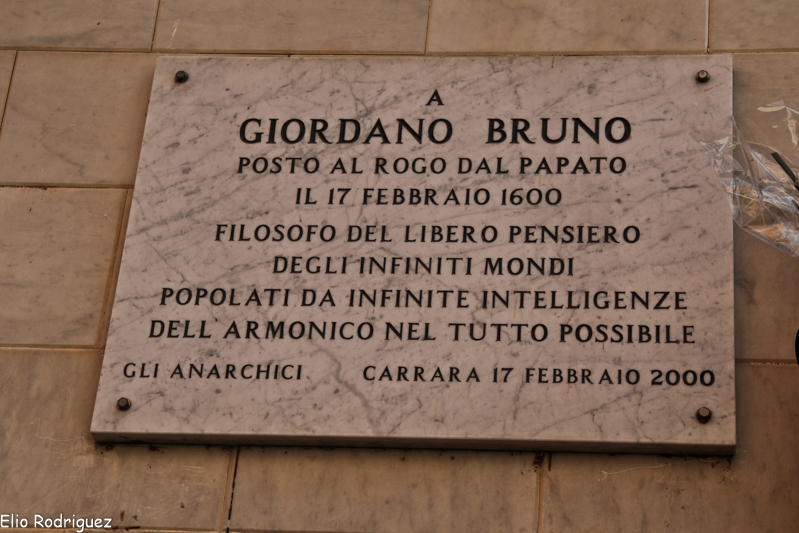 A
GIORDANO BRUNO
POSTO AL ROGO DAL PAPATO
IL 17 FEBBRAIO 1600
FILOSOFO DEL LIBERO PENSIERO
DEGLI INFINITI MONDI
POPOLATI DA INFINITE INTELLIGENZE
DELL'ARMONICO NEL TUTTO POSSIBILE
GLI ANARCHICI CARRARA 17 FEBBRAIO 2000
Elio Rodriguez